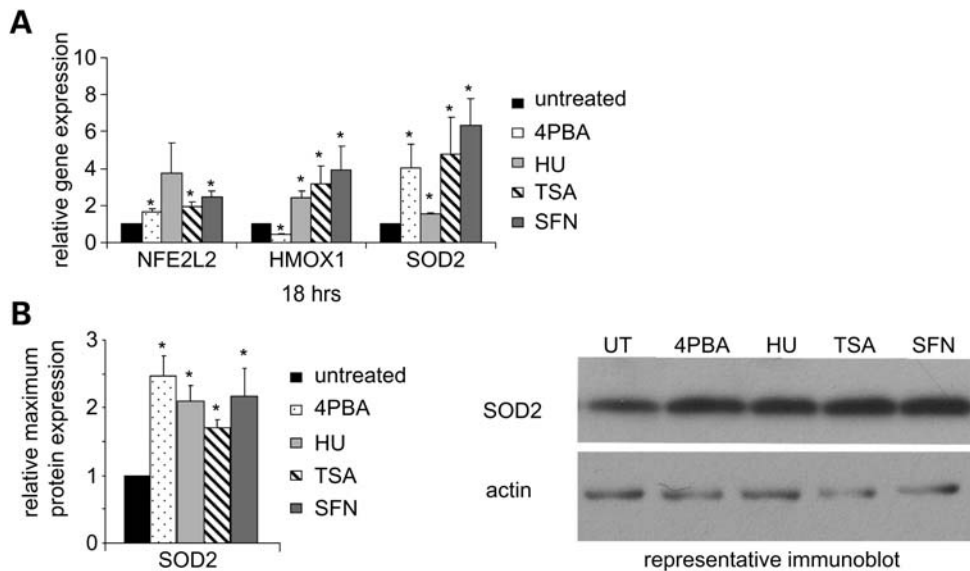 A
relative gene expression
10
8
6
4
2
0
* * * * * * * * * * *
NFE2L2 HMOX1 SOD2
18 hrs
untreated
4PBA
HU
TSA
SFN
B
relative maximum
protein expression
3
2
1
0
* * * *
SOD2
untreated
4PBA
HU
TSA
SFN
UT 4PBA HU TSA SFN
SOD2
actin
representative immunoblot